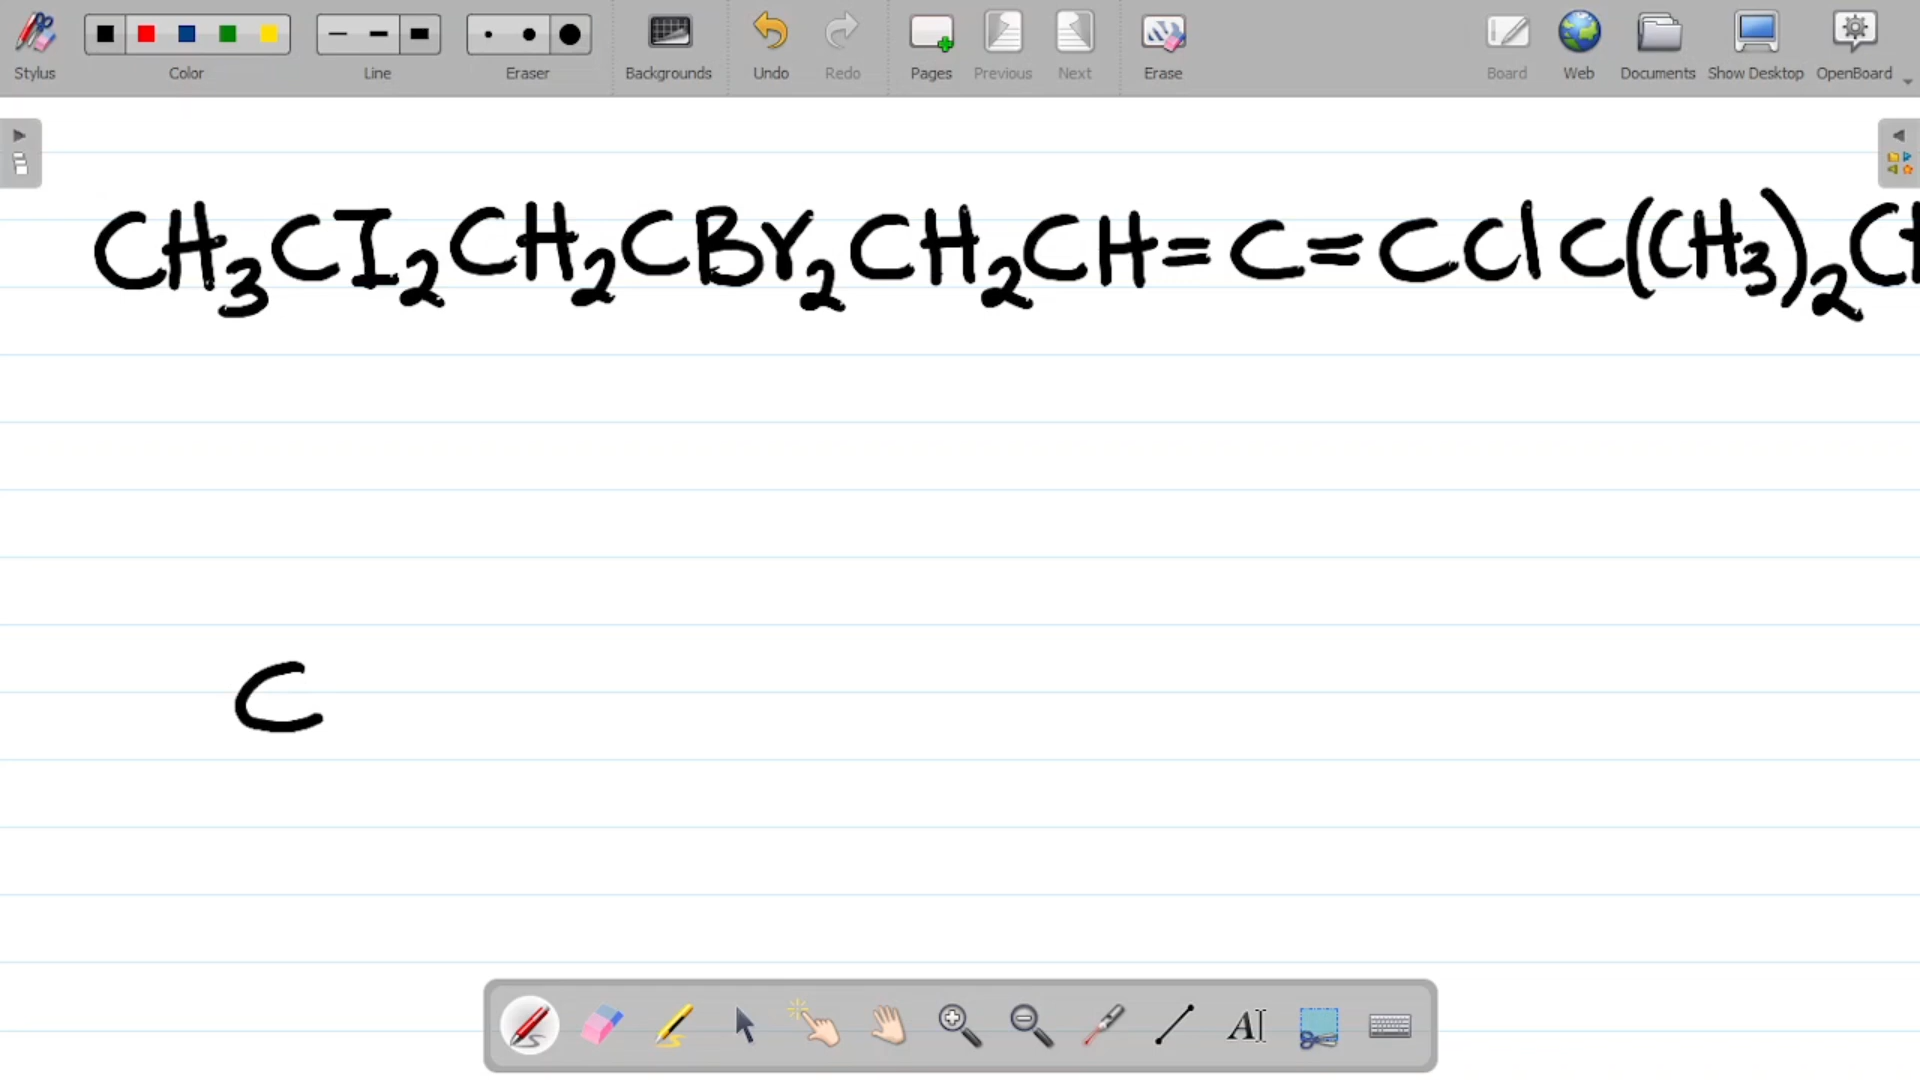 Stylus Color Line Eraser Backgrounds Undo Redo Pages Previous Next Erase Board Web Documents Show Desktop OpenBoard
CH₃CI₂CH₂CBr₂CH₂CH=C=CClC(CH₃)₂C
C